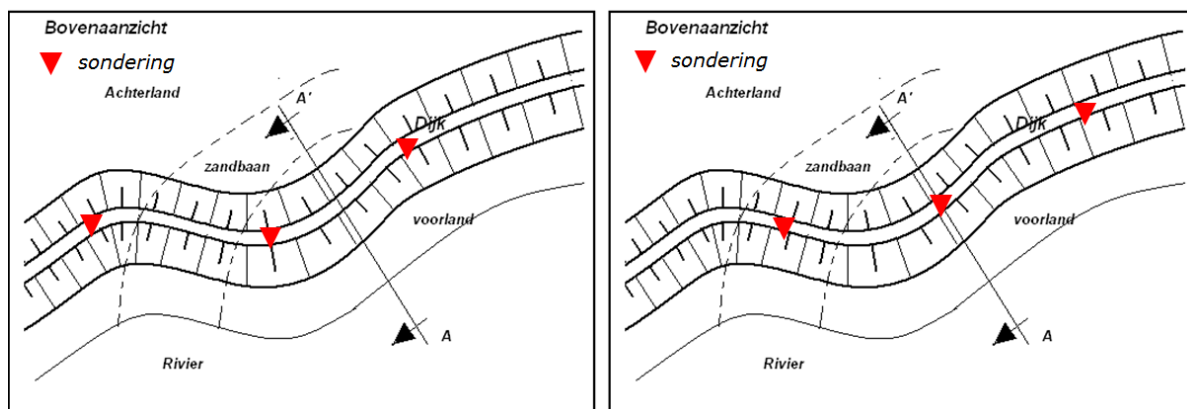 Bovenaanzicht
sondering
Achterland
A'
Dijk
zandbaan
voorland
A
Rivier
Bovenaanzicht
sondering
Achterland
A'
Dijk
zandbaan
voorland
A
Rivier